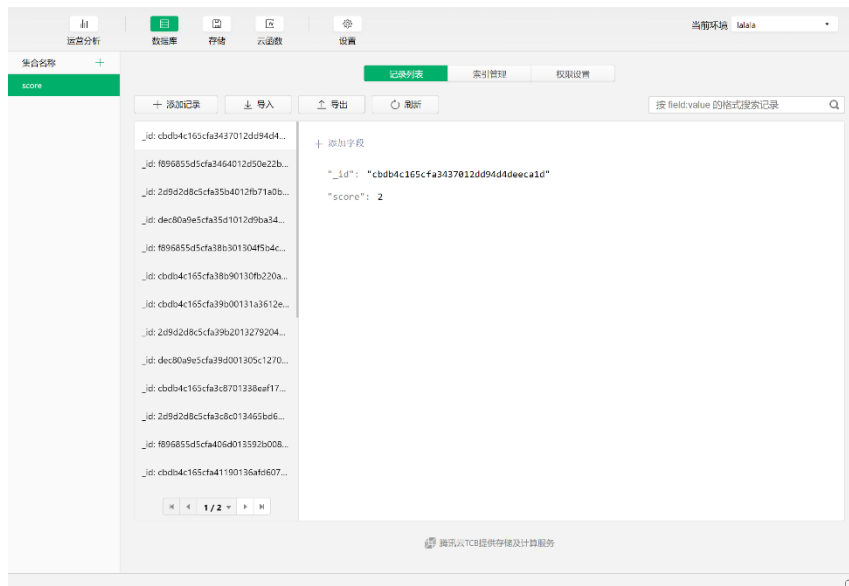 运营分析 数据库 存储 云函数 设置 当前环境 lalala
集合名称 +
score
记录列表 索引管理 权限设置
+ 添加记录 导入 导出 刷新 按 field:value 的格式搜索记录
_id: cbdb4c165cfa3437012dd94d4...
+ 添加字段
_id: f896855d5cfa3464012d50e22b...
"_id": "cbdb4c165cfa3437012dd94d4deeca1d"
_id: 2d9d2d8c5cfa35b4012fb71a0b...
"score": 2
_id: dec80a9e5cfa35d1012d9ba34...
_id: f896855d5cfa38b301304f5b4c...
_id: cbdb4c165cfa38b90130fb220a...
_id: cbdb4c165cfa39b00131a3612e...
_id: 2d9d2d8c5cfa39b2013279204...
_id: dec80a9e5cfa39d001305c1270...
_id: cbdb4c165cfa3c8701338eaf17...
_id: 2d9d2d8c5cfa3c8c013465bd6...
_id: f896855d5cfa406d013592b008...
_id: cbdb4c165cfa41190136afd607...
1 / 2
腾讯云TCB提供存储及计算服务